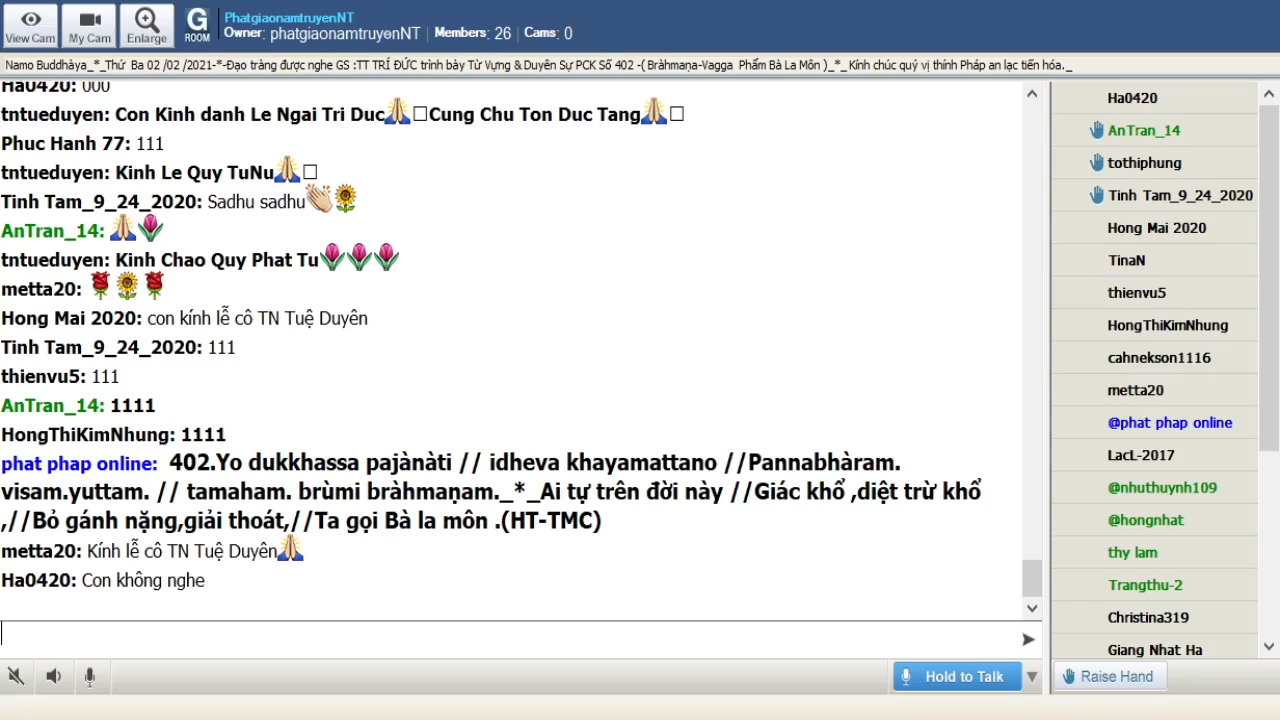 View Cam
My Cam
Enlarge
G
ROOM
PhatgiaonamtruyenNT
Owner: phatgiaonamtruyenNT | Members: 26 | Cams: 0
Namo Buddhàya_*_Thứ Ba 02 /02 /2021-*-Đạo tràng được nghe GS :TT TRÍ ĐỨC trình bày Từ Vựng & Duyên Sự PCK Số 402 -( Bràhmaṇa-Vagga Phẩm Bà La Môn )_*_ Kính chúc quý vị thính Pháp an lạc tiến hóa._
Ha0420: 000
tntueduyen: Con Kinh danh Le Ngai Tri Duc🙏Cung Chu Ton Duc Tang🙏
Phuc Hanh 77: 111
tntueduyen: Kinh Le Quy TuNu🙏
Tinh Tam_9_24_2020: Sadhu sadhu👏🌻
AnTran_14: 🙏🌷
tntueduyen: Kinh Chao Quy Phat Tu🌷🌷🌷
metta20: 🌹🌻🌹
Hong Mai 2020: con kính lễ cô TN Tuệ Duyên
Tinh Tam_9_24_2020: 111
thienvu5: 111
AnTran_14: 1111
HongThiKimNhung: 1111
phat phap online: 402.Yo dukkhassa pajànàti // idheva khayamattano //Pannabhàram.
visam.yuttam. // tamaham. brùmi bràhmaṇam._*_Ai tự trên đời này //Giác khổ ,diệt trừ khổ
,//Bỏ gánh nặng,giải thoát,//Ta gọi Bà la môn .(HT-TMC)
metta20: Kính lễ cô TN Tuệ Duyên🙏
Ha0420: Con không nghe
Hold to Talk
Ha0420
AnTran_14
tothiphung
Tinh Tam_9_24_2020
Hong Mai 2020
TinaN
thienvu5
HongThiKimNhung
cahnekson1116
metta20
@phat phap online
LacL-2017
@nhuthuynh109
@hongnhat
thy lam
Trangthu-2
Christina319
Giang Nhat Ha
Raise Hand